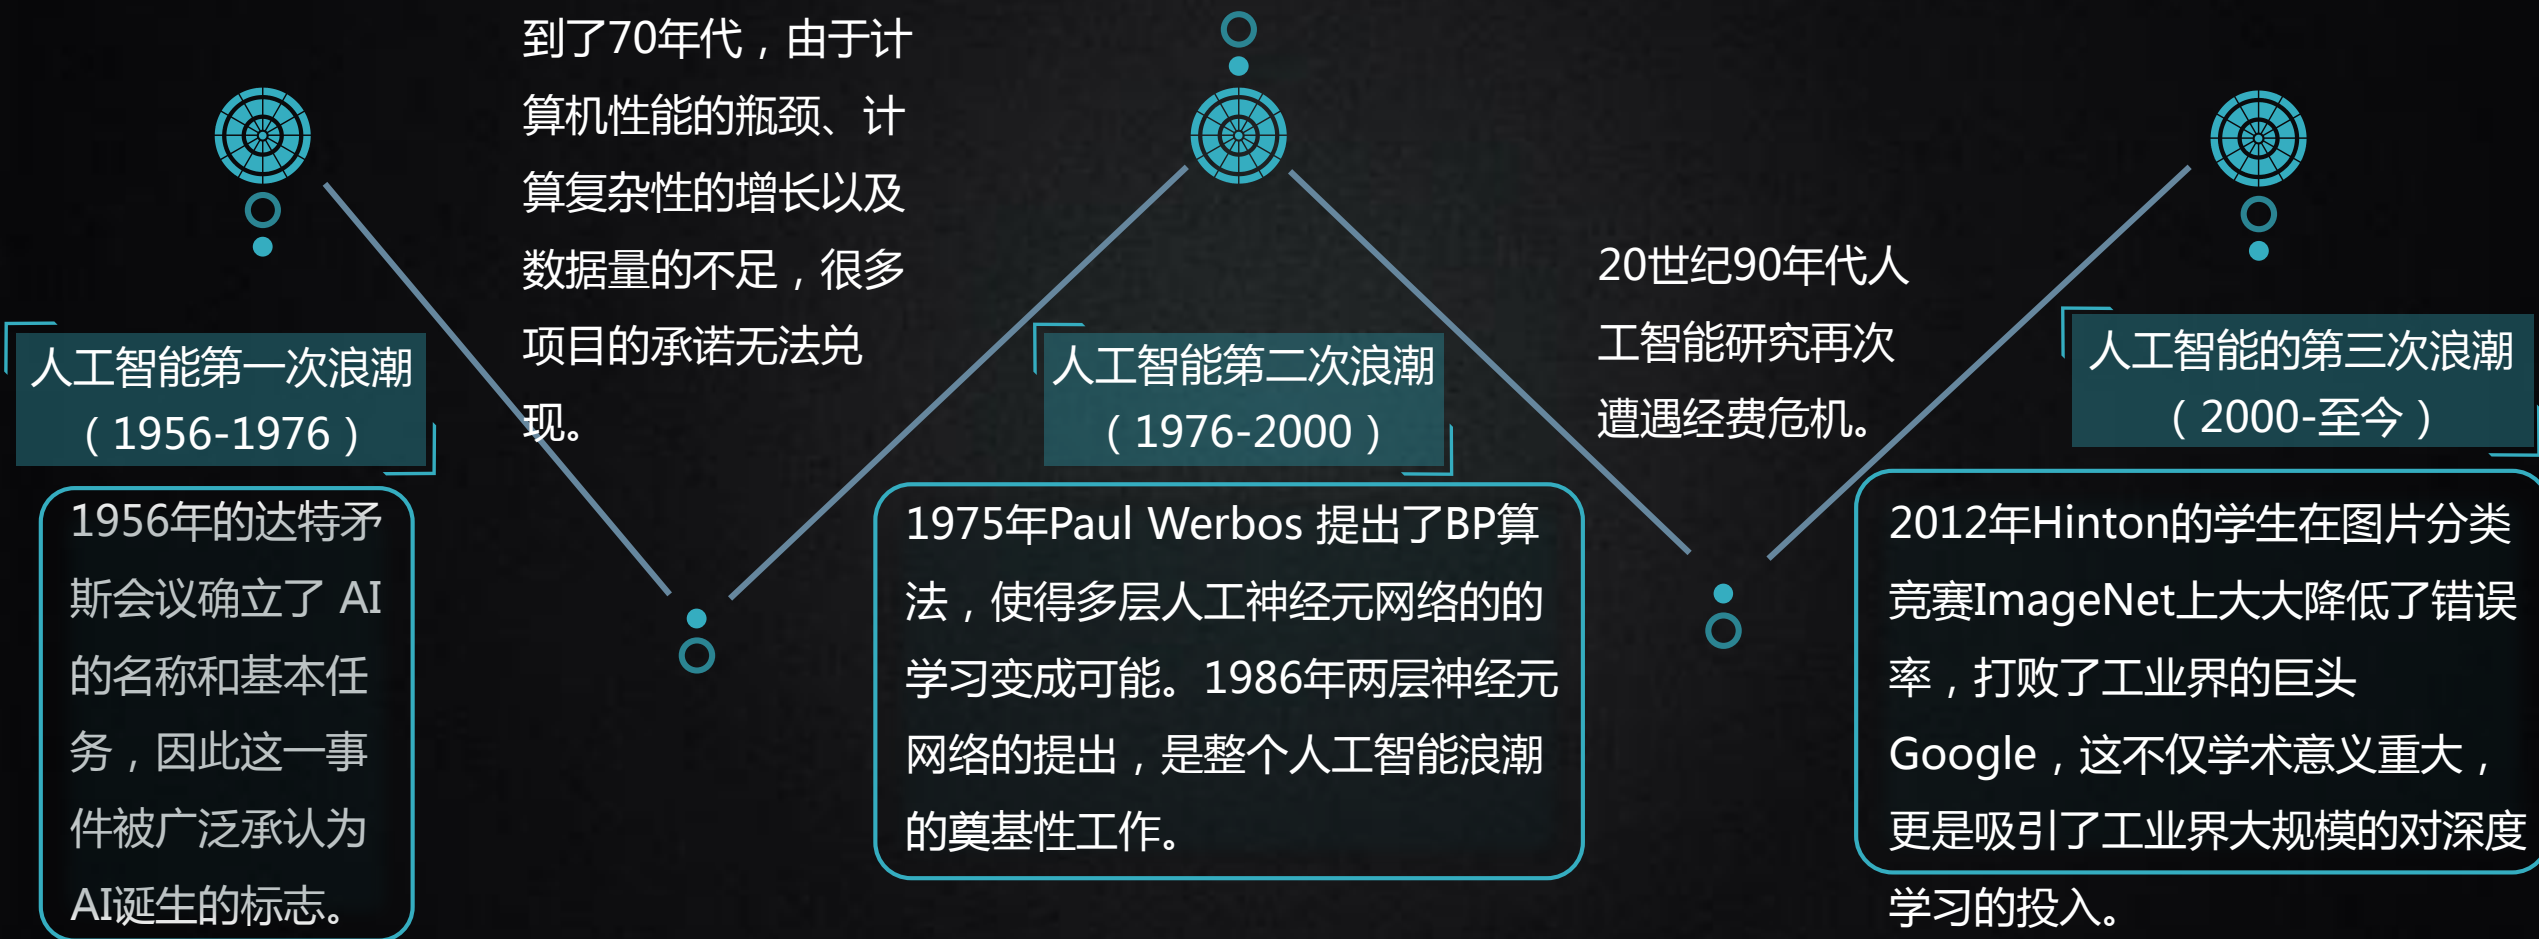 人工智能第一次浪潮
（1956-1976）
1956年的达特矛
斯会议确立了 AI
的名称和基本任
务，因此这一事
件被广泛承认为
AI诞生的标志。
到了70年代，由于计
算机性能的瓶颈、计
算复杂性的增长以及
数据量的不足，很多
项目的承诺无法兑
现。
人工智能第二次浪潮
（1976-2000）
1975年Paul Werbos 提出了BP算
法，使得多层人工神经元网络的的
学习变成可能。1986年两层神经元
网络的提出，是整个人工智能浪潮
的奠基性工作。
20世纪90年代人
工智能研究再次
遭遇经费危机。
人工智能的第三次浪潮
（2000-至今）
2012年Hinton的学生在图片分类
竞赛ImageNet上大大降低了错误
率，打败了工业界的巨头
Google，这不仅学术意义重大，
更是吸引了工业界大规模的对深度
学习的投入。